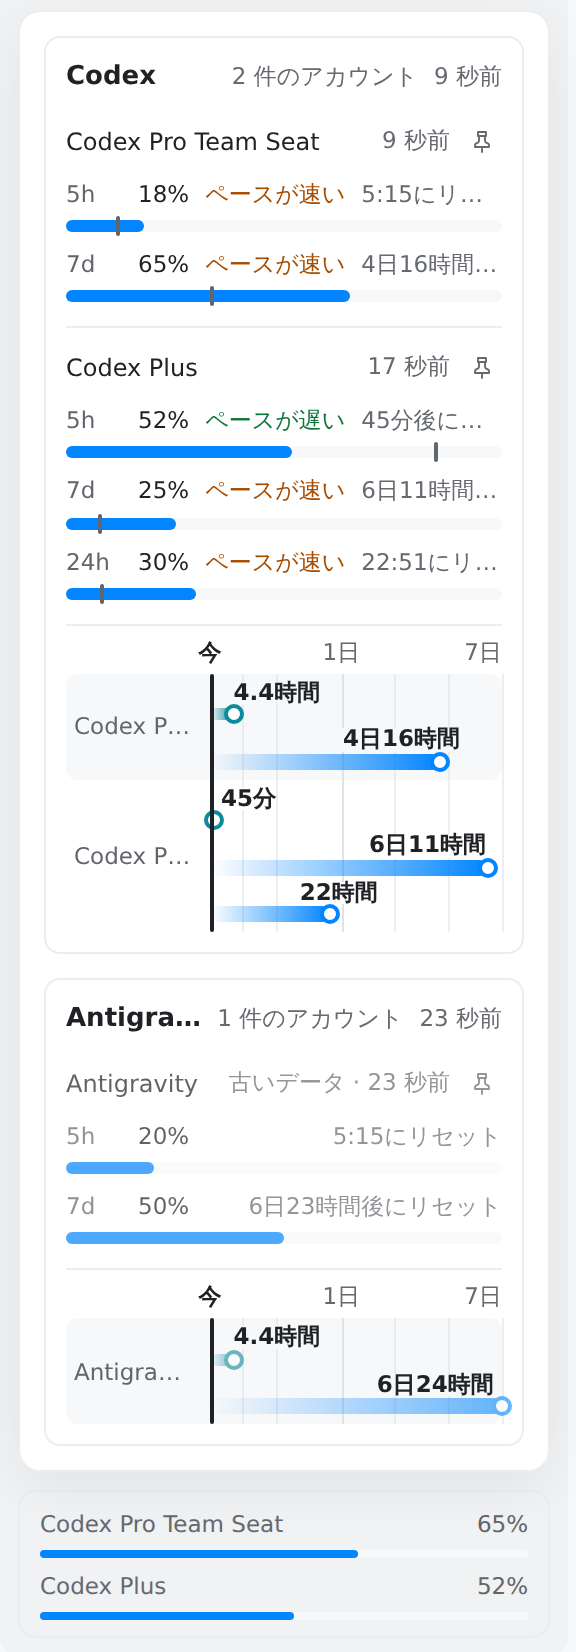 Codex 2 件のアカウント 9 秒前
Codex Pro Team Seat 9 秒前
5h 18% ペースが速い 5:15にリ…
7d 65% ペースが速い 4日16時間…
Codex Plus 17 秒前
5h 52% ペースが遅い 45分後に…
7d 25% ペースが速い 6日11時間…
24h 30% ペースが速い 22:51にリ…
今 1日 7日
4.4時間
Codex P…
4日16時間
45分
Codex P…
6日11時間
22時間
Antigra… 1 件のアカウント 23 秒前
Antigravity 古いデータ · 23 秒前
5h 20% 5:15にリセット
7d 50% 6日23時間後にリセット
今 1日 7日
4.4時間
Antigra…
6日24時間
Codex Pro Team Seat 65%
Codex Plus 52%